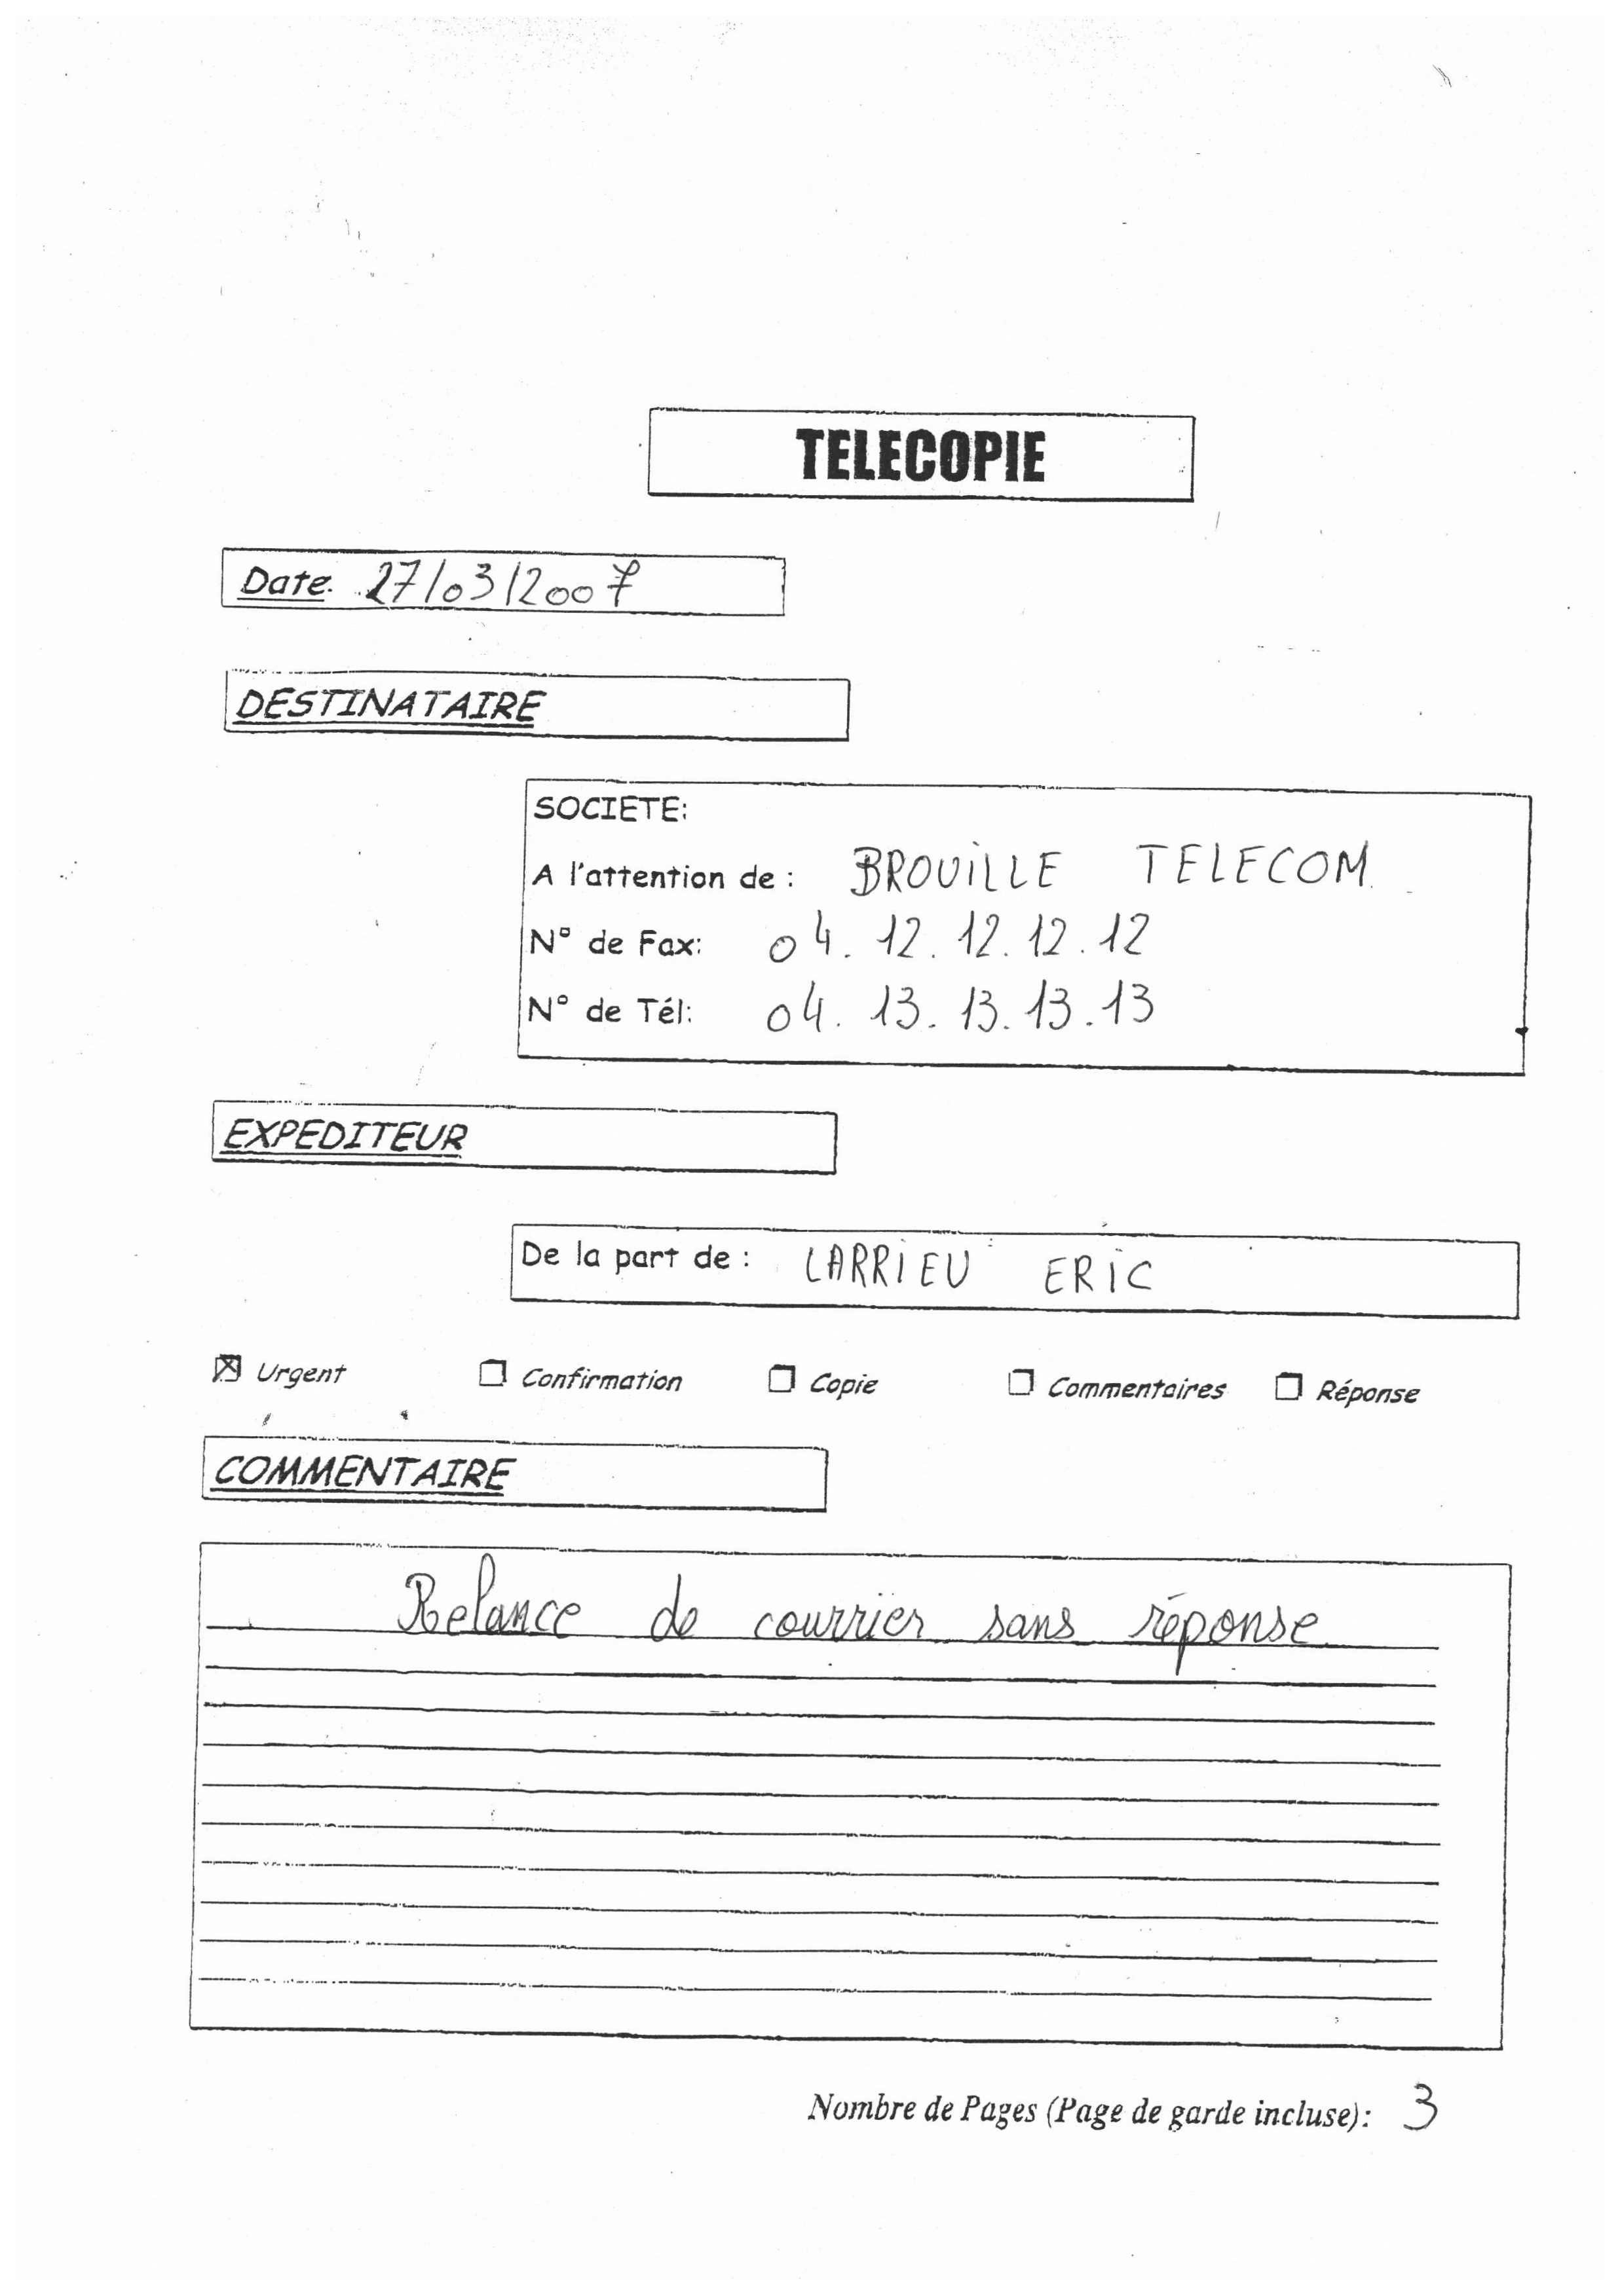 TELECOPIE
Date. 27/03/2007
DESTINATAIRE
SOCIETE:
A l'attention de : BROUILLE TELECOM
N° de Fax: 04. 12. 12. 12. 12
N° de Tél: 04. 13. 13. 13. 13
EXPEDITEUR
De la part de : LARRIEU ERIC
☒ Urgent ☐ Confirmation ☐ Copie ☐ Commentaires ☐ Réponse
COMMENTAIRE
Relance de courrier sans réponse
Nombre de Pages (Page de garde incluse): 3